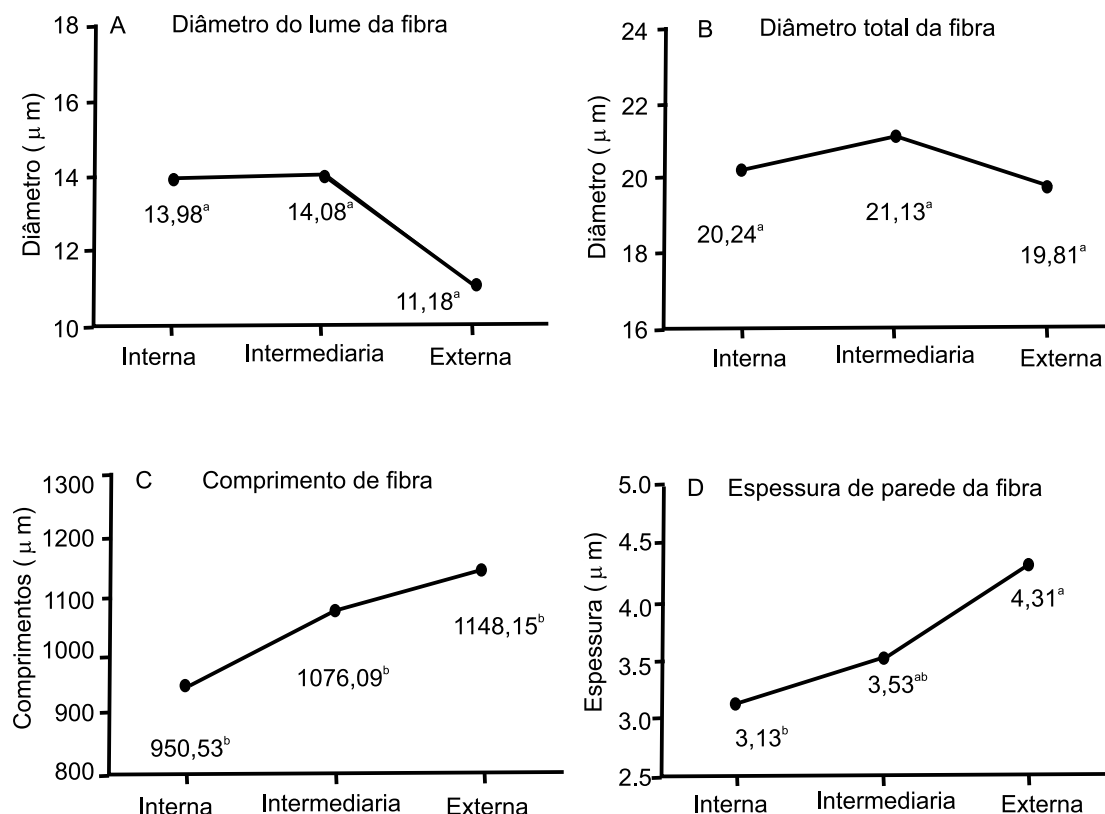 A Diâmetro do lume da fibra
Diâmetro ( μ m)
18
16
14
12
10
13,98ª
14,08ª
11,18ª
Interna Intermediaria Externa
B Diâmetro total da fibra
Diâmetro ( μ m)
24
22
20
18
16
20,24ª
21,13ª
19,81ª
Interna Intermediaria Externa
C Comprimento de fibra
Comprimentos ( μ m)
1300
1200
1100
1000
900
800
950,53ᵇ
1076,09ᵇ
1148,15ᵇ
Interna Intermediaria Externa
D Espessura de parede da fibra
Espessura ( μ m)
5.0
4.5
4.0
3.5
3.0
2.5
3,13ᵇ
3,53ᵃᵇ
4,31ª
Interna Intermediaria Externa